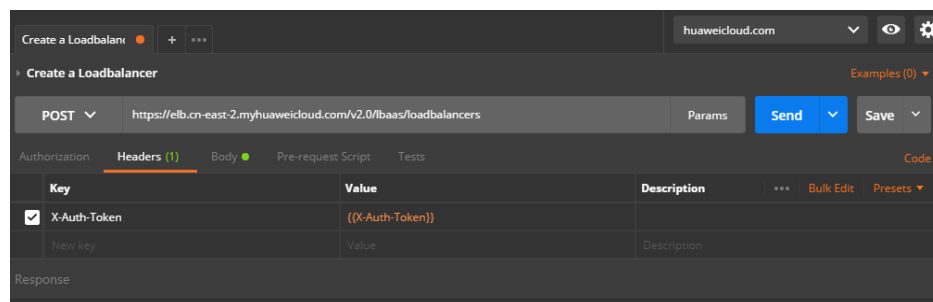 Create a Loadbalanc + •••
huaweicloud.com
Create a Loadbalancer Examples (0)
POST https://elb.cn-east-2.myhuaweicloud.com/v2.0/lbaas/loadbalancers Params Send Save
Authorization Headers (1) Body Pre-request Script Tests Code
Key Value Description ••• Bulk Edit Presets
X-Auth-Token {{X-Auth-Token}}
New key Value Description
Response